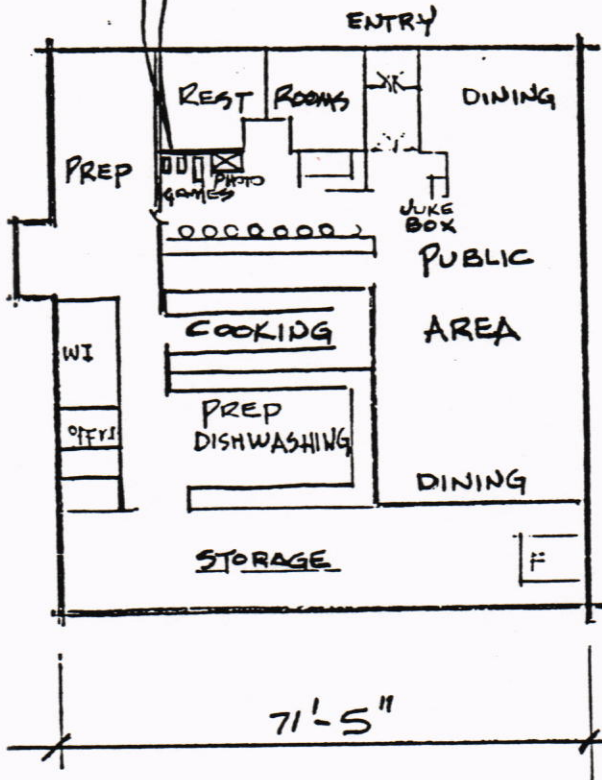 ENTRY
REST ROOMS
DINING
PREP
GAMES
PHOTO
JUKE
BOX
PUBLIC
AREA
COOKING
WI
PREP
DISHWASHING
DINING
STORAGE
F
71'-5"